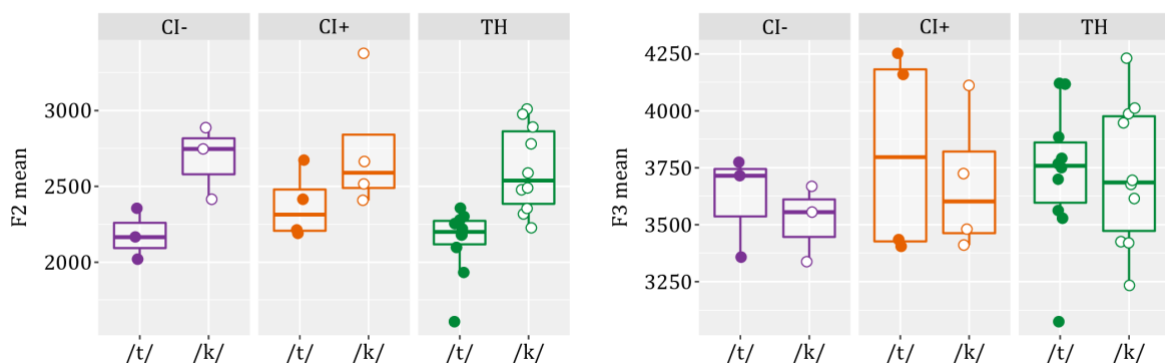 CI- CI+ TH
F2 mean
3000
2500
2000
/t/ /k/ /t/ /k/ /t/ /k/
CI- CI+ TH
F3 mean
4250
4000
3750
3500
3250
/t/ /k/ /t/ /k/ /t/ /k/